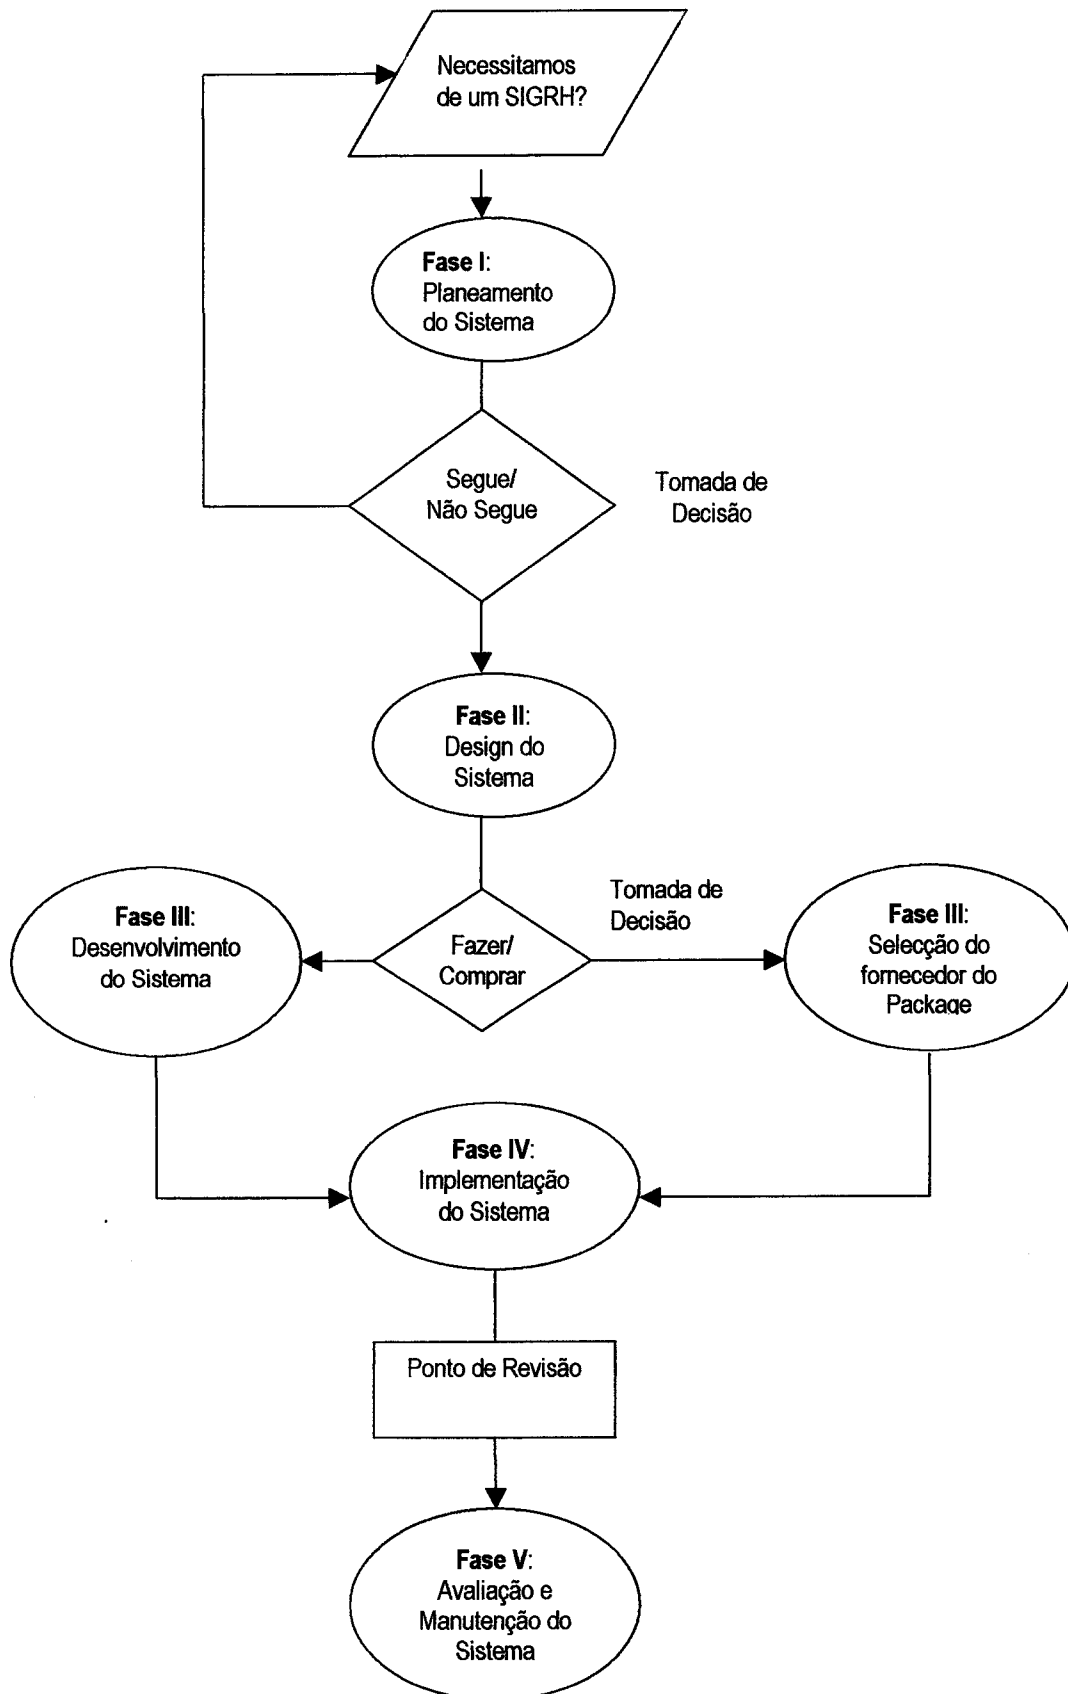 Necessitamos
de um SIGRH?
Fase I:
Planeamento
do Sistema
Segue/
Não Segue
Tomada de
Decisão
Fase II:
Design do
Sistema
Fase III:
Desenvolvimento
do Sistema
Fazer/
Comprar
Tomada de
Decisão
Fase III:
Selecção do
fornecedor do
Package
Fase IV:
Implementação
do Sistema
Ponto de Revisão
Fase V:
Avaliação e
Manutenção do
Sistema